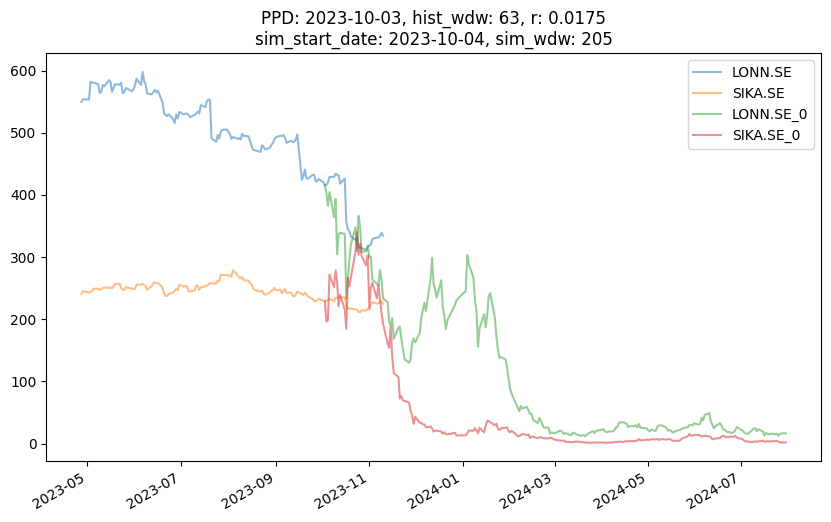 PPD: 2023-10-03, hist_wdw: 63, r: 0.0175
sim_start_date: 2023-10-04, sim_wdw: 205
LONN.SE
SIKA.SE
LONN.SE_0
SIKA.SE_0
600
500
400
300
200
100
0
2023-05
2023-07
2023-09
2023-11
2024-01
2024-03
2024-05
2024-07